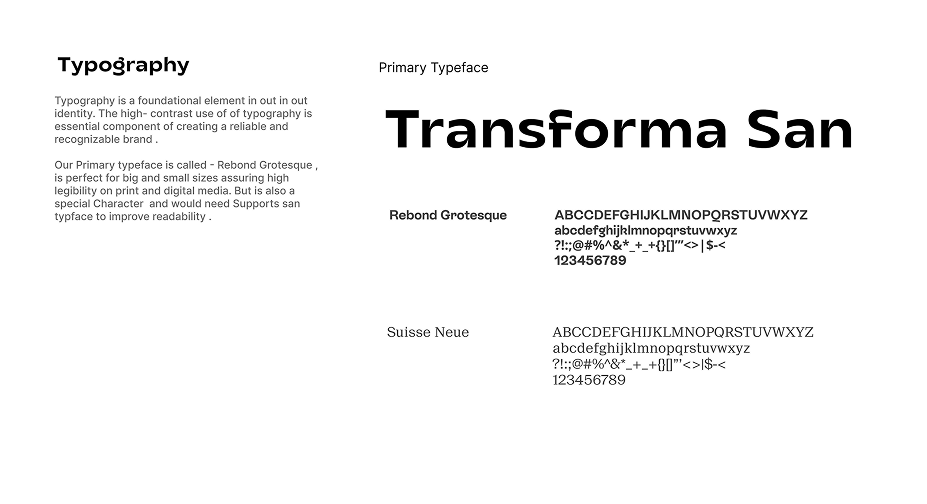 Typography
Typography is a foundational element in out in out
identity. The high- contrast use of of typography is
essential component of creating a reliable and
recognizable brand .
Our Primary typeface is called - Rebond Grotesque ,
is perfect for big and small sizes assuring high
legibility on print and digital media. But is also a
special Character  and would need Supports san
typface to improve readability .
Primary Typeface
Transforma San
Rebond Grotesque
ABCCDEFGHIJKLMNOPQRSTUVWXYZ
abcdefghijklmnopqrstuvwxyz
?!:;@#%^&*_+_+{}[]"'<>|$-<
123456789
Suisse Neue
ABCCDEFGHIJKLMNOPQRSTUVWXYZ
abcdefghijklmnopqrstuvwxyz
?!:;@#%^&*_+_+{}[]"'<>|$-<
123456789